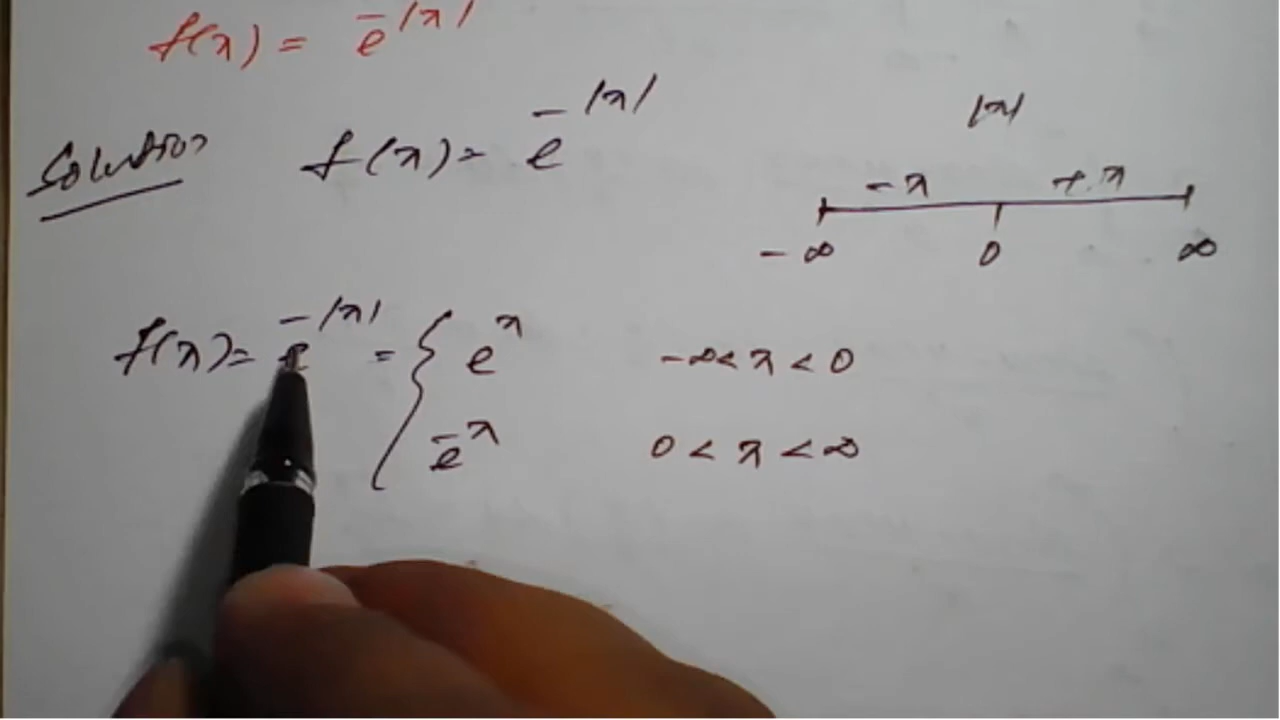 f(x) = e^-|x|
Solution f(x) = e^-|x|
|x|
-x +x
-∞ 0 ∞
f(x) = e^-|x| = { e^x -∞ < x < 0
e^-x 0 < x < ∞